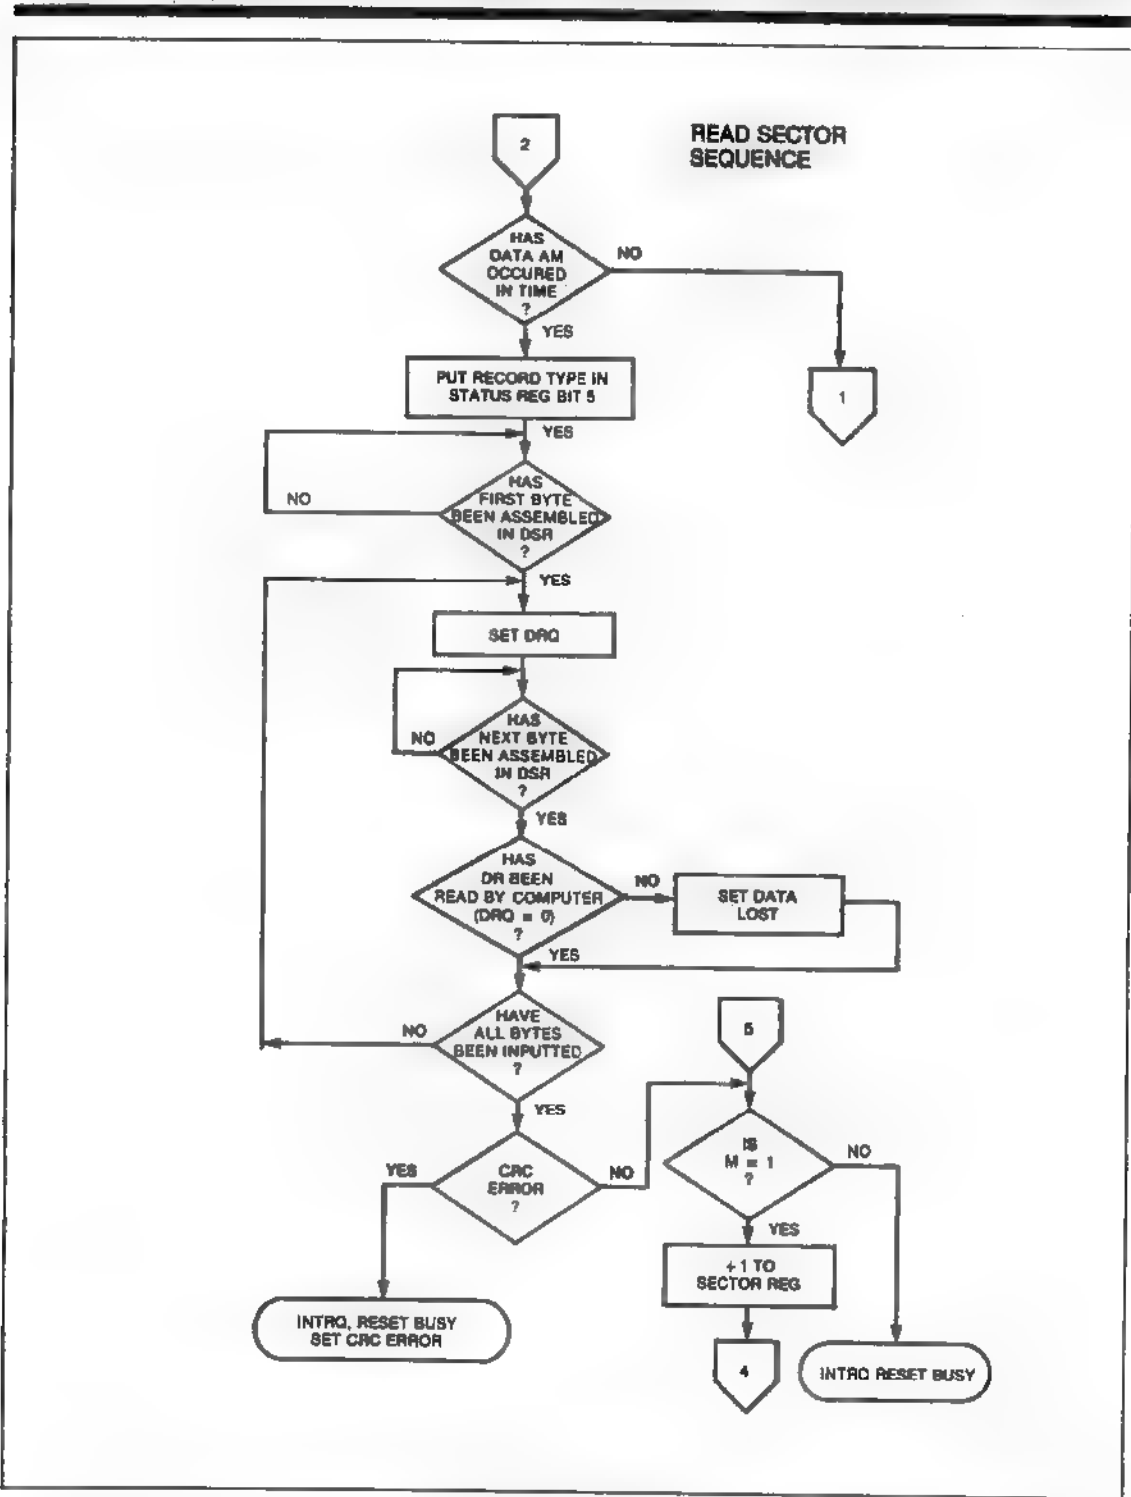 READ SECTOR
SEQUENCE
2
HAS
DATA AM
OCCURED
IN TIME
?
NO
YES
1
PUT RECORD TYPE IN
STATUS REG BIT 5
YES
HAS
FIRST BYTE
BEEN ASSEMBLED
IN DSR
?
NO
YES
SET DRQ
HAS
NEXT BYTE
BEEN ASSEMBLED
IN DSR
?
NO
YES
HAS
DR BEEN
READ BY COMPUTER
(DRQ = 0)
?
NO
SET DATA
LOST
YES
HAVE
ALL BYTES
BEEN INPUTTED
?
NO
YES
5
CRC
ERROR
?
YES
NO
IS
M = 1
?
NO
YES
+ 1 TO
SECTOR REG
INTRQ, RESET BUSY
SET CRC ERROR
4
INTRQ RESET BUSY